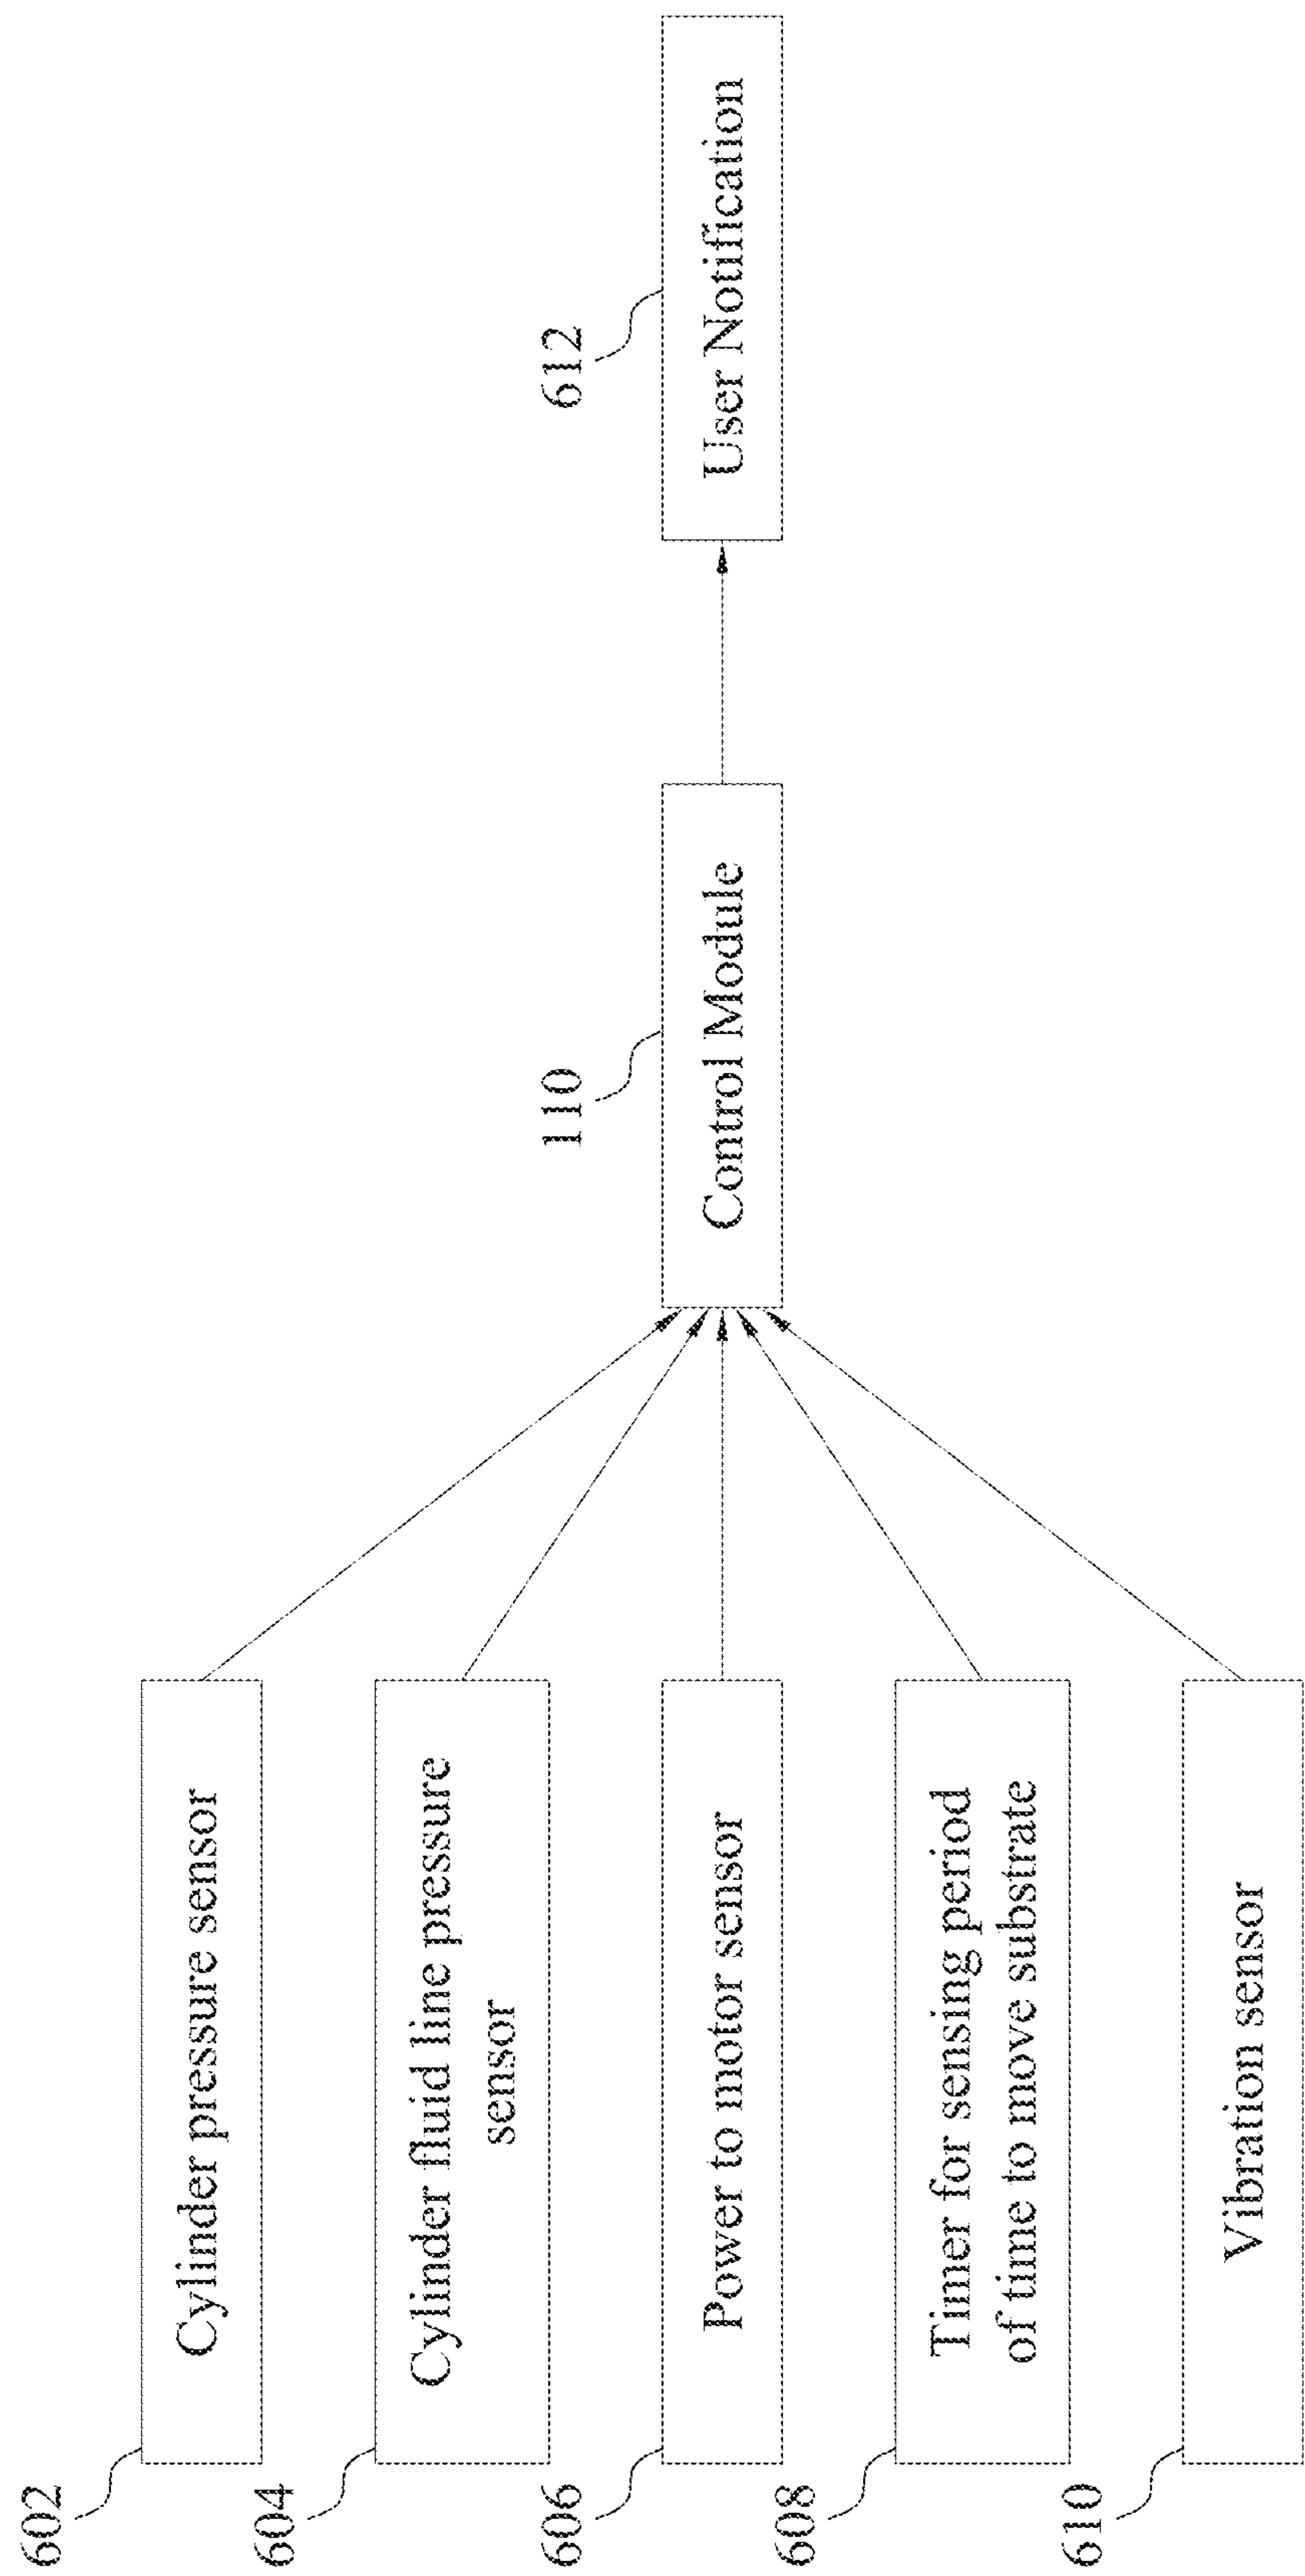 602
Cylinder pressure sensor
604
Cylinder fluid line pressure
sensor
606
Power to motor sensor
608
Timer for sensing period
of time to move substrate
610
Vibration sensor
110
Control Module
612
User Notification